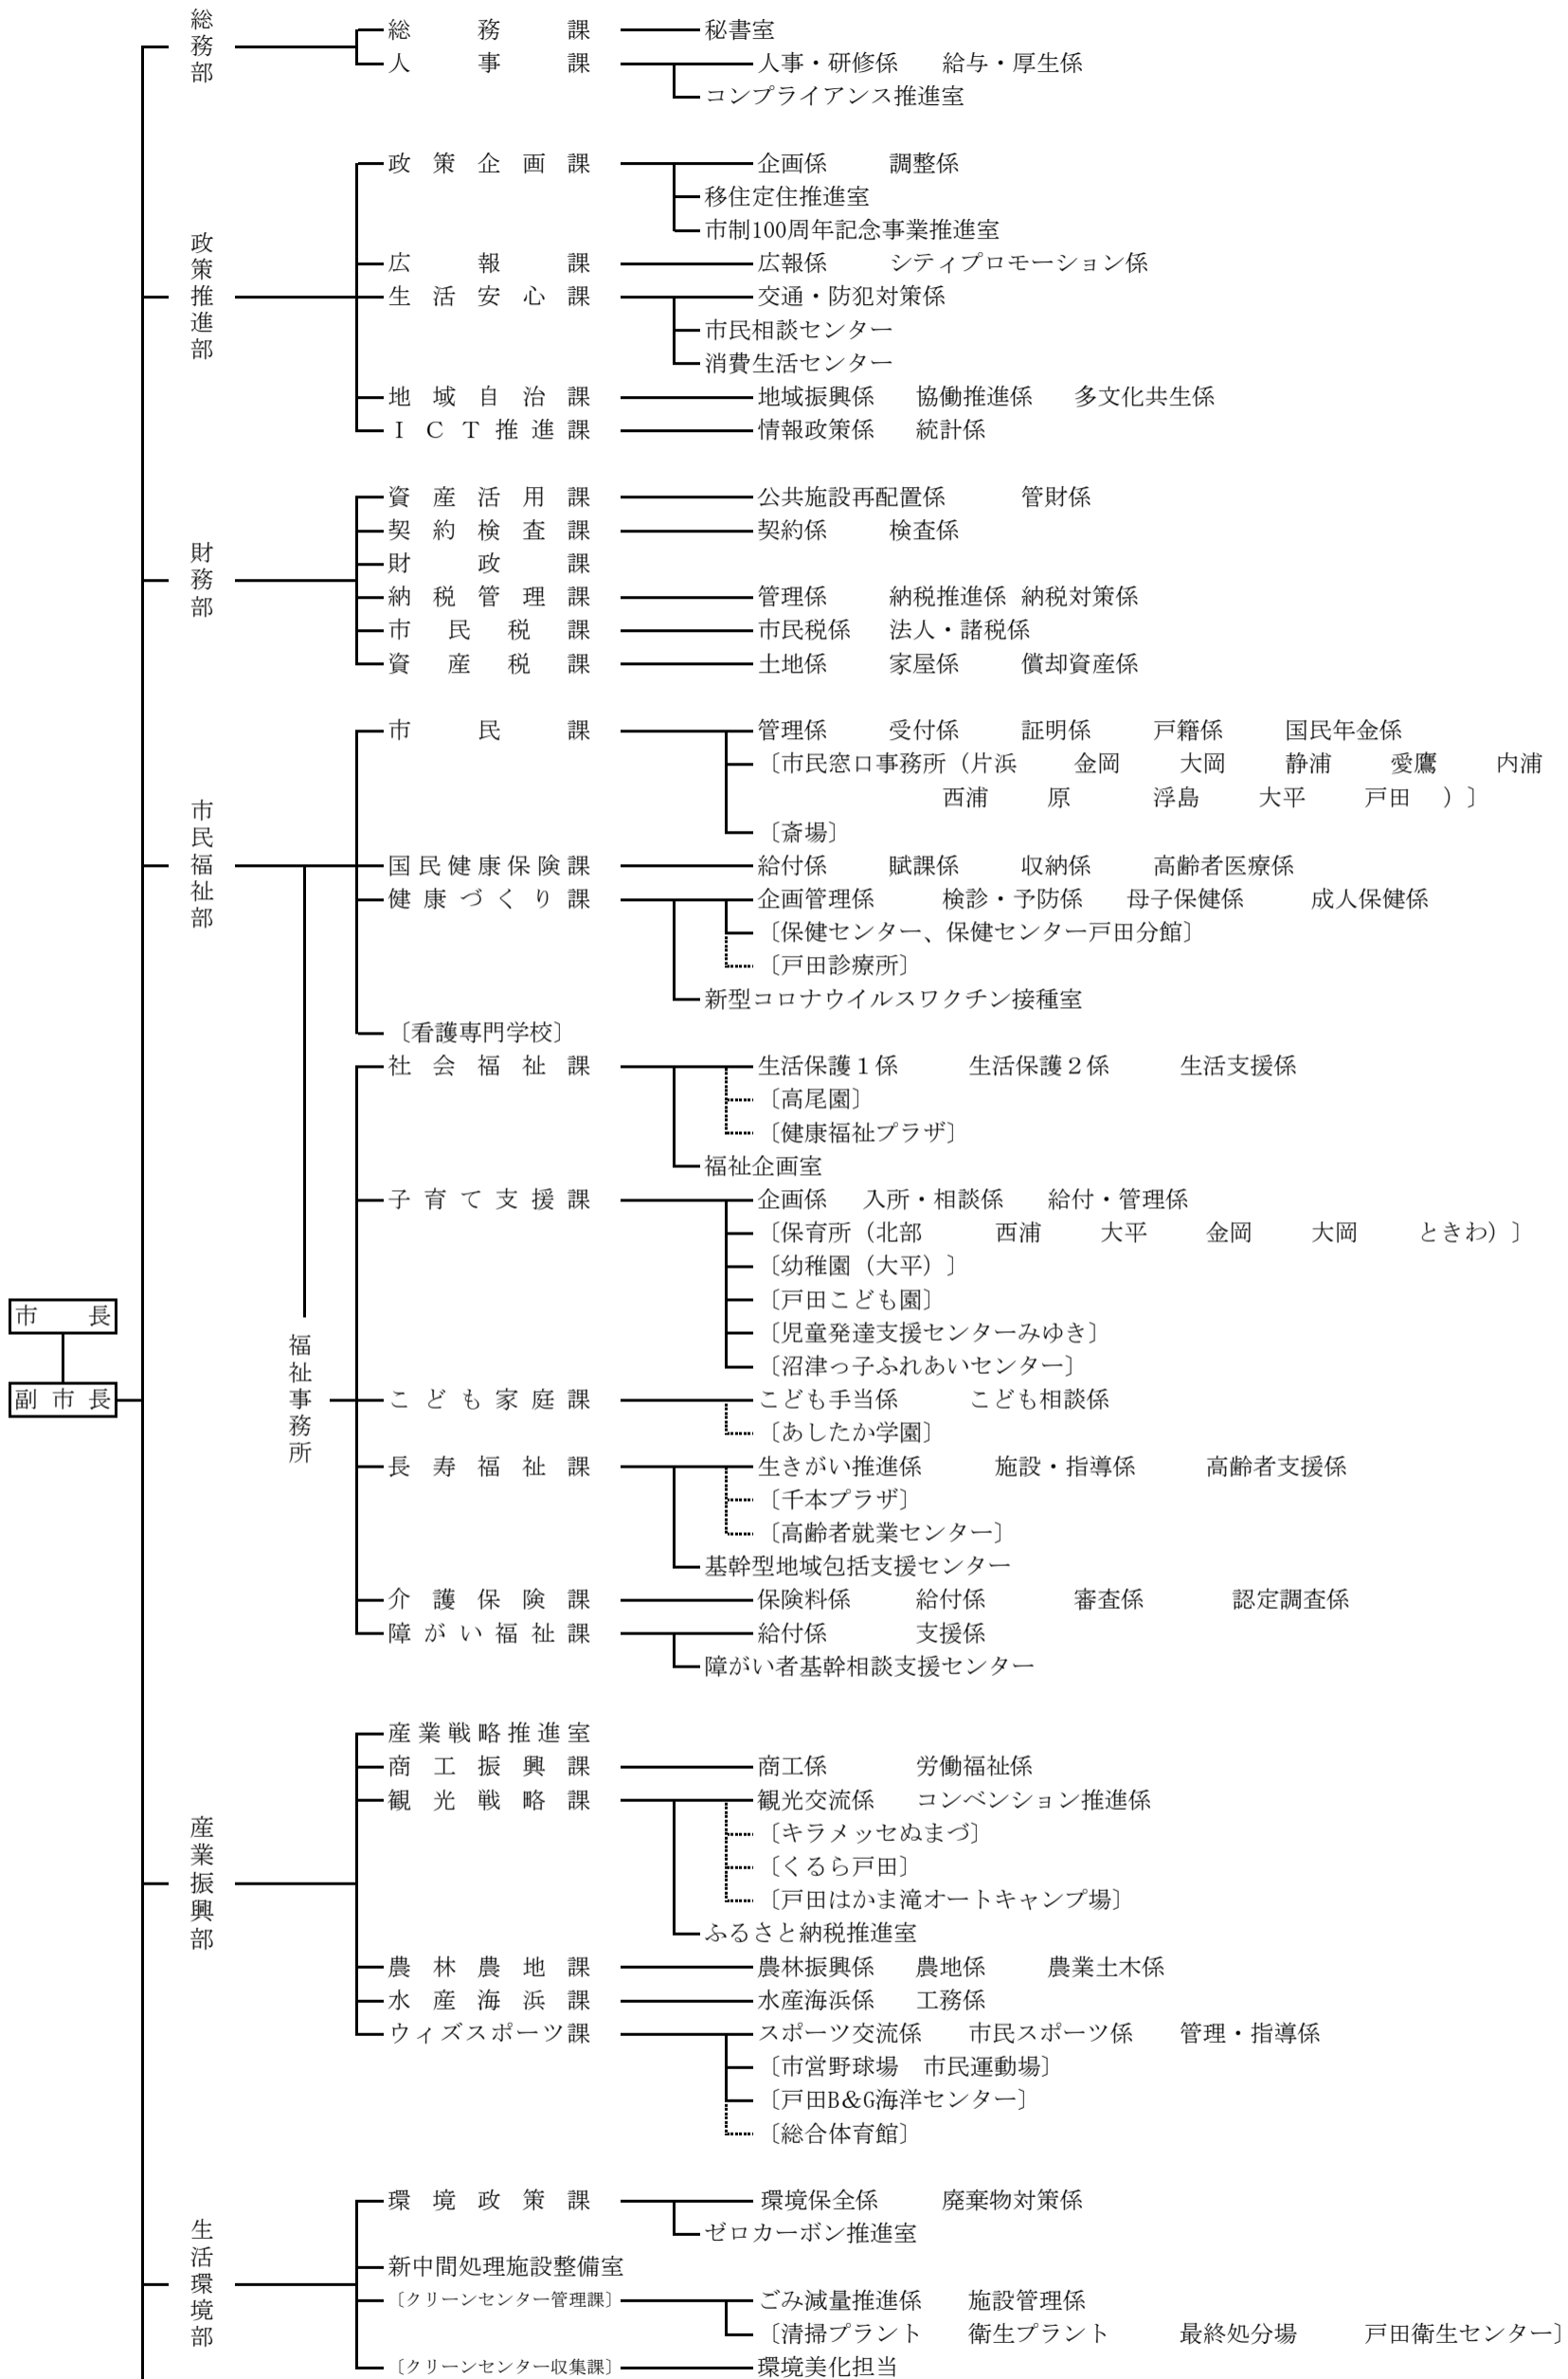 総務部
総務課 秘書室
人事課 人事・研修係 給与・厚生係
コンプライアンス推進室
政策推進部
政策企画課 企画係 調整係
移住定住推進室
市制100周年記念事業推進室
広報課 広報係 シティプロモーション係
生活安心課 交通・防犯対策係
市民相談センター
消費生活センター
地域自治課 地域振興係 協働推進係 多文化共生係
ICT推進課 情報政策係 統計係
財務部
資産活用課 公共施設再配置係 管財係
契約検査課 契約係 検査係
財政課
納税管理課 管理係 納税推進係 納税対策係
市民税課 市民税係 法人・諸税係
資産税課 土地係 家屋係 償却資産係
市民福祉部
市民課 管理係 受付係 証明係 戸籍係 国民年金係
〔市民窓口事務所（片浜 金岡 大岡 静浦 愛鷹 内浦
西浦 原 浮島 大平 戸田 ）〕
〔斎場〕
国民健康保険課 給付係 賦課係 収納係 高齢者医療係
健康づくり課 企画管理係 検診・予防係 母子保健係 成人保健係
〔保健センター、保健センター戸田分館〕
〔戸田診療所〕
新型コロナウイルスワクチン接種室
〔看護専門学校〕
社会福祉課 生活保護１係 生活保護２係 生活支援係
〔高尾園〕
〔健康福祉プラザ〕
福祉企画室
子育て支援課 企画係 入所・相談係 給付・管理係
〔保育所（北部 西浦 大平 金岡 大岡 ときわ）〕
〔幼稚園（大平）〕
〔戸田こども園〕
〔児童発達支援センターみゆき〕
〔沼津っ子ふれあいセンター〕
市長
副市長
福祉事務所
こども家庭課 こども手当係 こども相談係
〔あしたか学園〕
長寿福祉課 生きがい推進係 施設・指導係 高齢者支援係
〔千本プラザ〕
〔高齢者就業センター〕
基幹型地域包括支援センター
介護保険課 保険料係 給付係 審査係 認定調査係
障がい福祉課 給付係 支援係
障がい者基幹相談支援センター
産業振興部
産業戦略推進室
商工振興課 商工係 労働福祉係
観光戦略課 観光交流係 コンベンション推進係
〔キラメッセぬまづ〕
〔くるら戸田〕
〔戸田はかま滝オートキャンプ場〕
ふるさと納税推進室
農林農地課 農林振興係 農地係 農業土木係
水産海浜課 水産海浜係 工務係
ウィズスポーツ課 スポーツ交流係 市民スポーツ係 管理・指導係
〔市営野球場 市民運動場〕
〔戸田B&G海洋センター〕
〔総合体育館〕
生活環境部
環境政策課 環境保全係 廃棄物対策係
ゼロカーボン推進室
新中間処理施設整備室
〔クリーンセンター管理課〕 ごみ減量推進係 施設管理係
〔清掃プラント 衛生プラント 最終処分場 戸田衛生センター〕
〔クリーンセンター収集課〕 環境美化担当